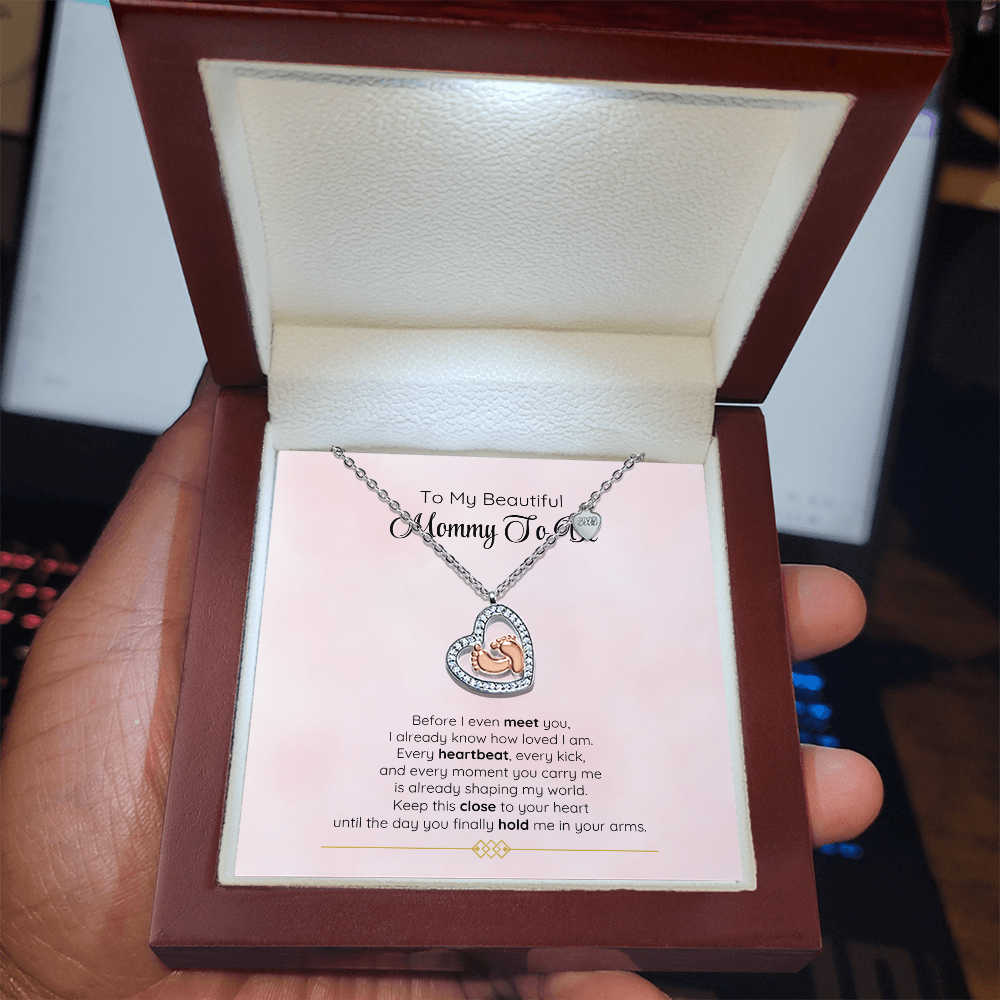 To My Beautiful
Mommy To
Before I even meet you,
I already know how loved I am.
Every heartbeat, every kick,
and every moment you carry me
is already shaping my world.
Keep this close to your heart
until the day you finally hold me in your arms.